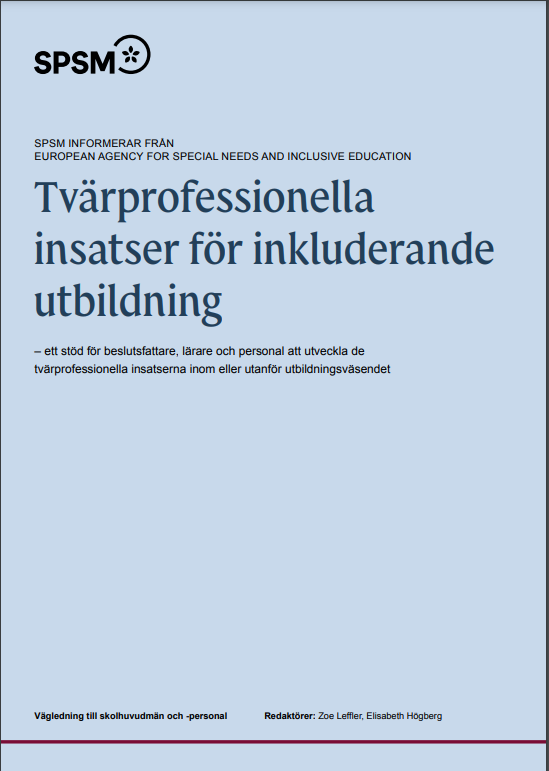 SPSM
SPSM INFORMERAR FRÅN
EUROPEAN AGENCY FOR SPECIAL NEEDS AND INCLUSIVE EDUCATION
Tvärprofessionella
insatser för inkluderande
utbildning
– ett stöd för beslutsfattare, lärare och personal att utveckla de
tvärprofessionella insatserna inom eller utanför utbildningsväsendet
Vägledning till skolhuvudmän och -personal Redaktörer: Zoe Leffler, Elisabeth Högberg